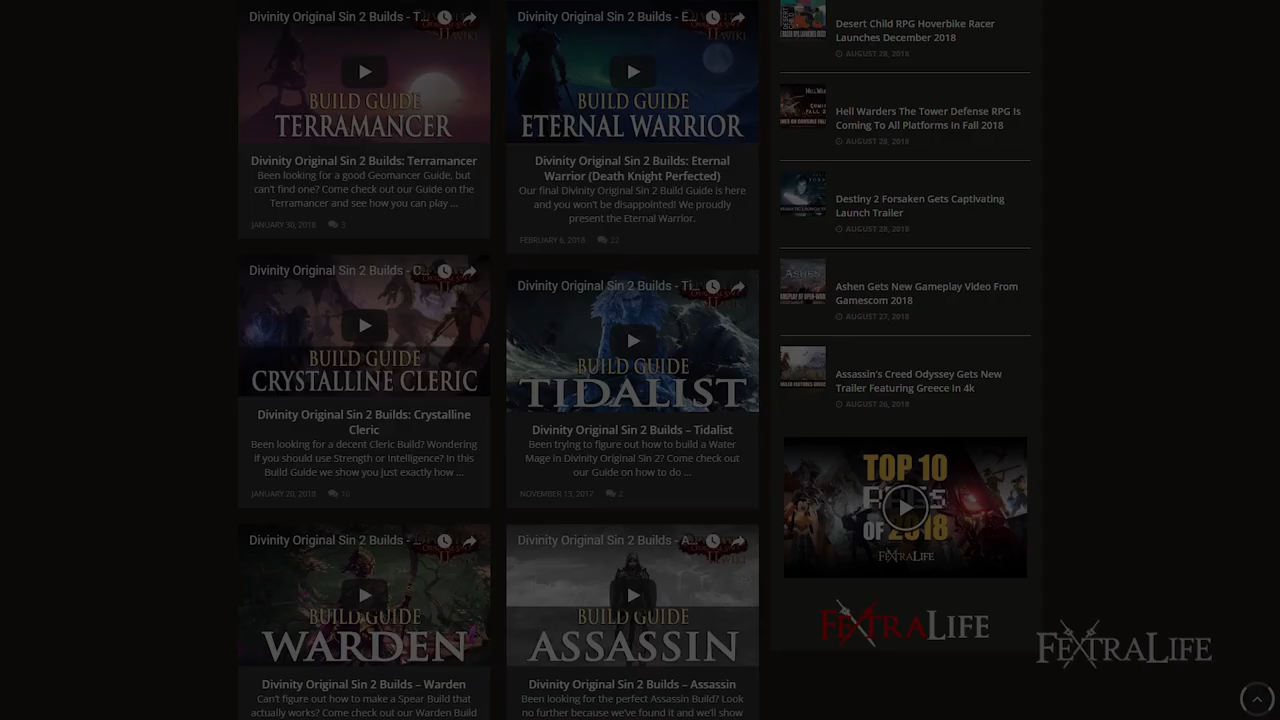 Divinity Original Sin 2 Builds - T...
BUILD GUIDE
TERRAMANCER
Divinity Original Sin 2 Builds: Terramancer
Been looking for a good Geomancer Guide, but
can't find one? Come check out our Guide on the
Terramancer and see how you can play ...
JANUARY 30, 2018 3
Divinity Original Sin 2 Builds - C...
BUILD GUIDE
CRYSTALLINE CLERIC
Divinity Original Sin 2 Builds: Crystalline
Cleric
Been looking for a decent Cleric Build? Wondering
if you should use Strength or Intelligence? In this
Build Guide we show you just exactly how ...
JANUARY 20, 2018 10
Divinity Original Sin 2 Builds - ...
BUILD GUIDE
WARDEN
Divinity Original Sin 2 Builds – Warden
Can't figure out how to make a Spear Build that
actually works? Come check out our Warden Build
Divinity Original Sin 2 Builds - E...
II WIKI
BUILD GUIDE
ETERNAL WARRIOR
Divinity Original Sin 2 Builds: Eternal
Warrior (Death Knight Perfected)
Our final Divinity Original Sin 2 Build Guide is here
and you won't be disappointed! We proudly
present the Eternal Warrior.
FEBRUARY 6, 2018 22
Divinity Original Sin 2 Builds - Ti...
BUILD GUIDE
TIDALIST
Divinity Original Sin 2 Builds – Tidalist
Been trying to figure out how to build a Water
Mage in Divinity Original Sin 2? Come check out
our Guide on how to do ...
NOVEMBER 13, 2017 2
Divinity Original Sin 2 Builds - A...
BUILD GUIDE
ASSASSIN
Divinity Original Sin 2 Builds – Assassin
Been looking for the perfect Assassin Build? Look
no further because we've found it and we'll show
Desert Child RPG Hoverbike Racer
Launches December 2018
AUGUST 28, 2018
Hell Warders The Tower Defense RPG Is
Coming To All Platforms In Fall 2018
AUGUST 28, 2018
Destiny 2 Forsaken Gets Captivating
Launch Trailer
AUGUST 28, 2018
ASHEN
Ashen Gets New Gameplay Video From
Gamescom 2018
AUGUST 27, 2018
Assassin's Creed Odyssey Gets New
Trailer Featuring Greece In 4k
AUGUST 26, 2018
TOP 10
RPGS
OF 2018
FEXTRALIFE
FEXTRALIFE
FEXTRALIFE